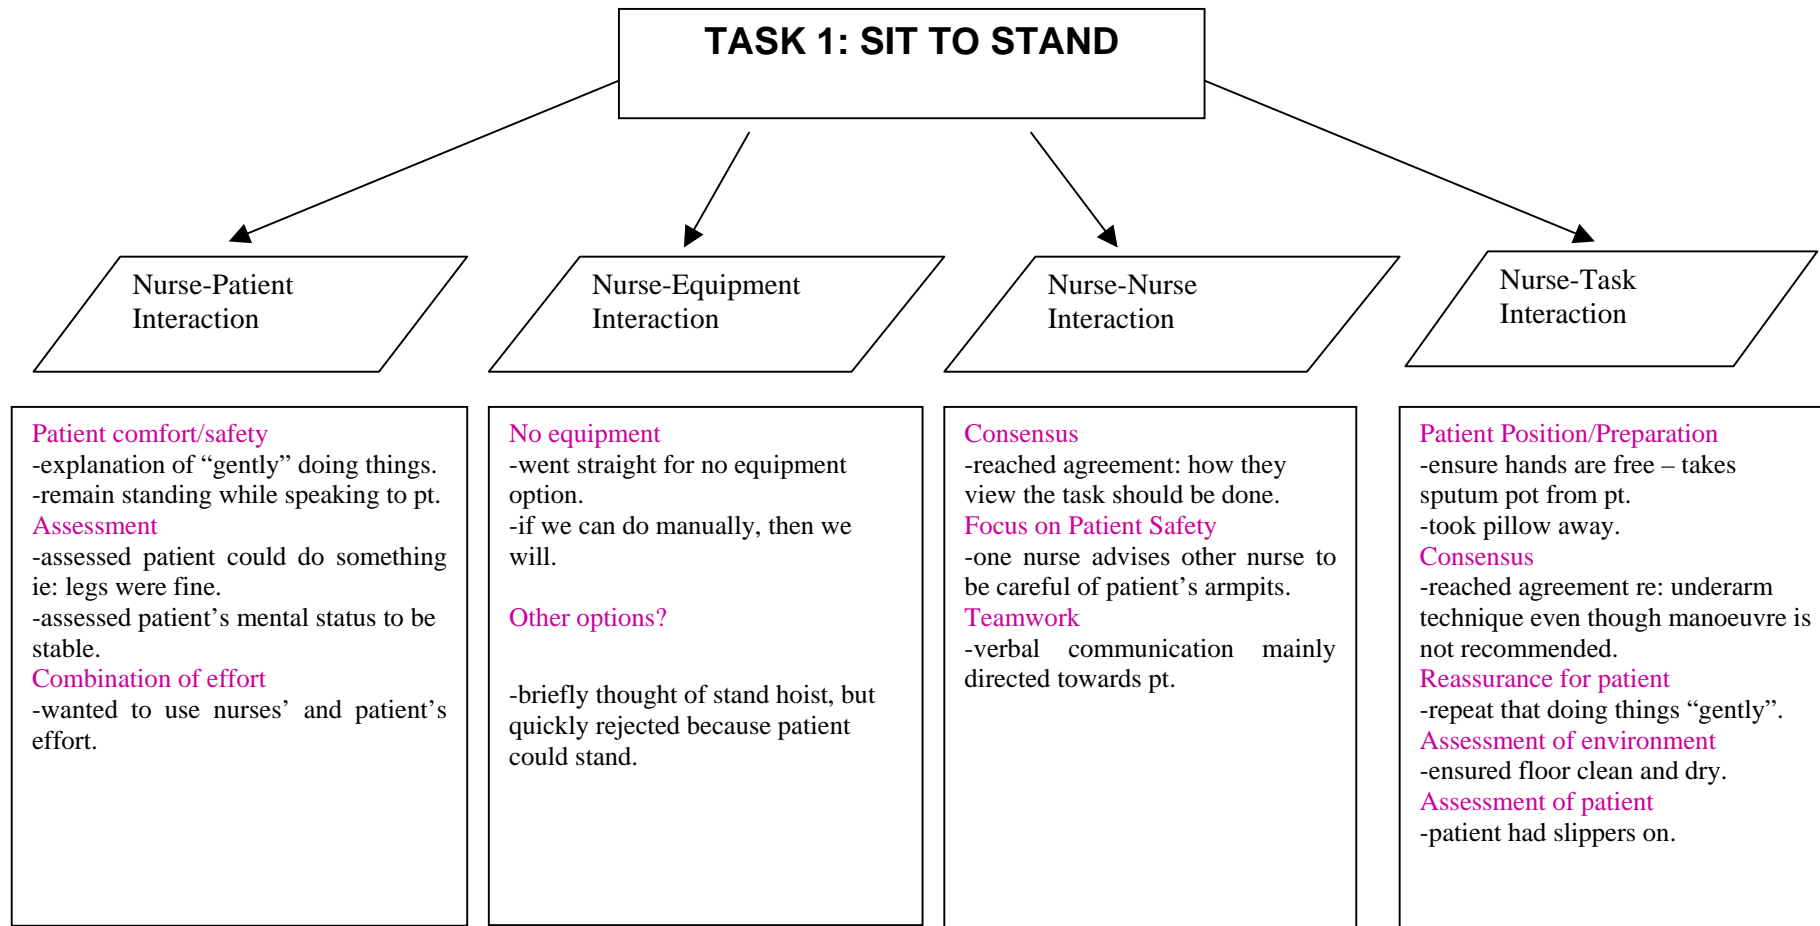 TASK 1: SIT TO STAND
Nurse-Patient
Interaction
Nurse-Equipment
Interaction
Nurse-Nurse
Interaction
Nurse-Task
Interaction
Patient comfort/safety
-explanation of “gently” doing things.
-remain standing while speaking to pt.
Assessment
-assessed patient could do something
ie: legs were fine.
-assessed patient’s mental status to be
stable.
Combination of effort
-wanted to use nurses’ and patient’s
effort.
No equipment
-went straight for no equipment
option.
-if we can do manually, then we
will.
Other options?
-briefly thought of stand hoist, but
quickly rejected because patient
could stand.
Consensus
-reached agreement: how they
view the task should be done.
Focus on Patient Safety
-one nurse advises other nurse to
be careful of patient’s armpits.
Teamwork
-verbal communication mainly
directed towards pt.
Patient Position/Preparation
-ensure hands are free – takes
sputum pot from pt.
-took pillow away.
Consensus
-reached agreement re: underarm
technique even though manoeuvre is
not recommended.
Reassurance for patient
-repeat that doing things “gently”.
Assessment of environment
-ensured floor clean and dry.
Assessment of patient
-patient had slippers on.